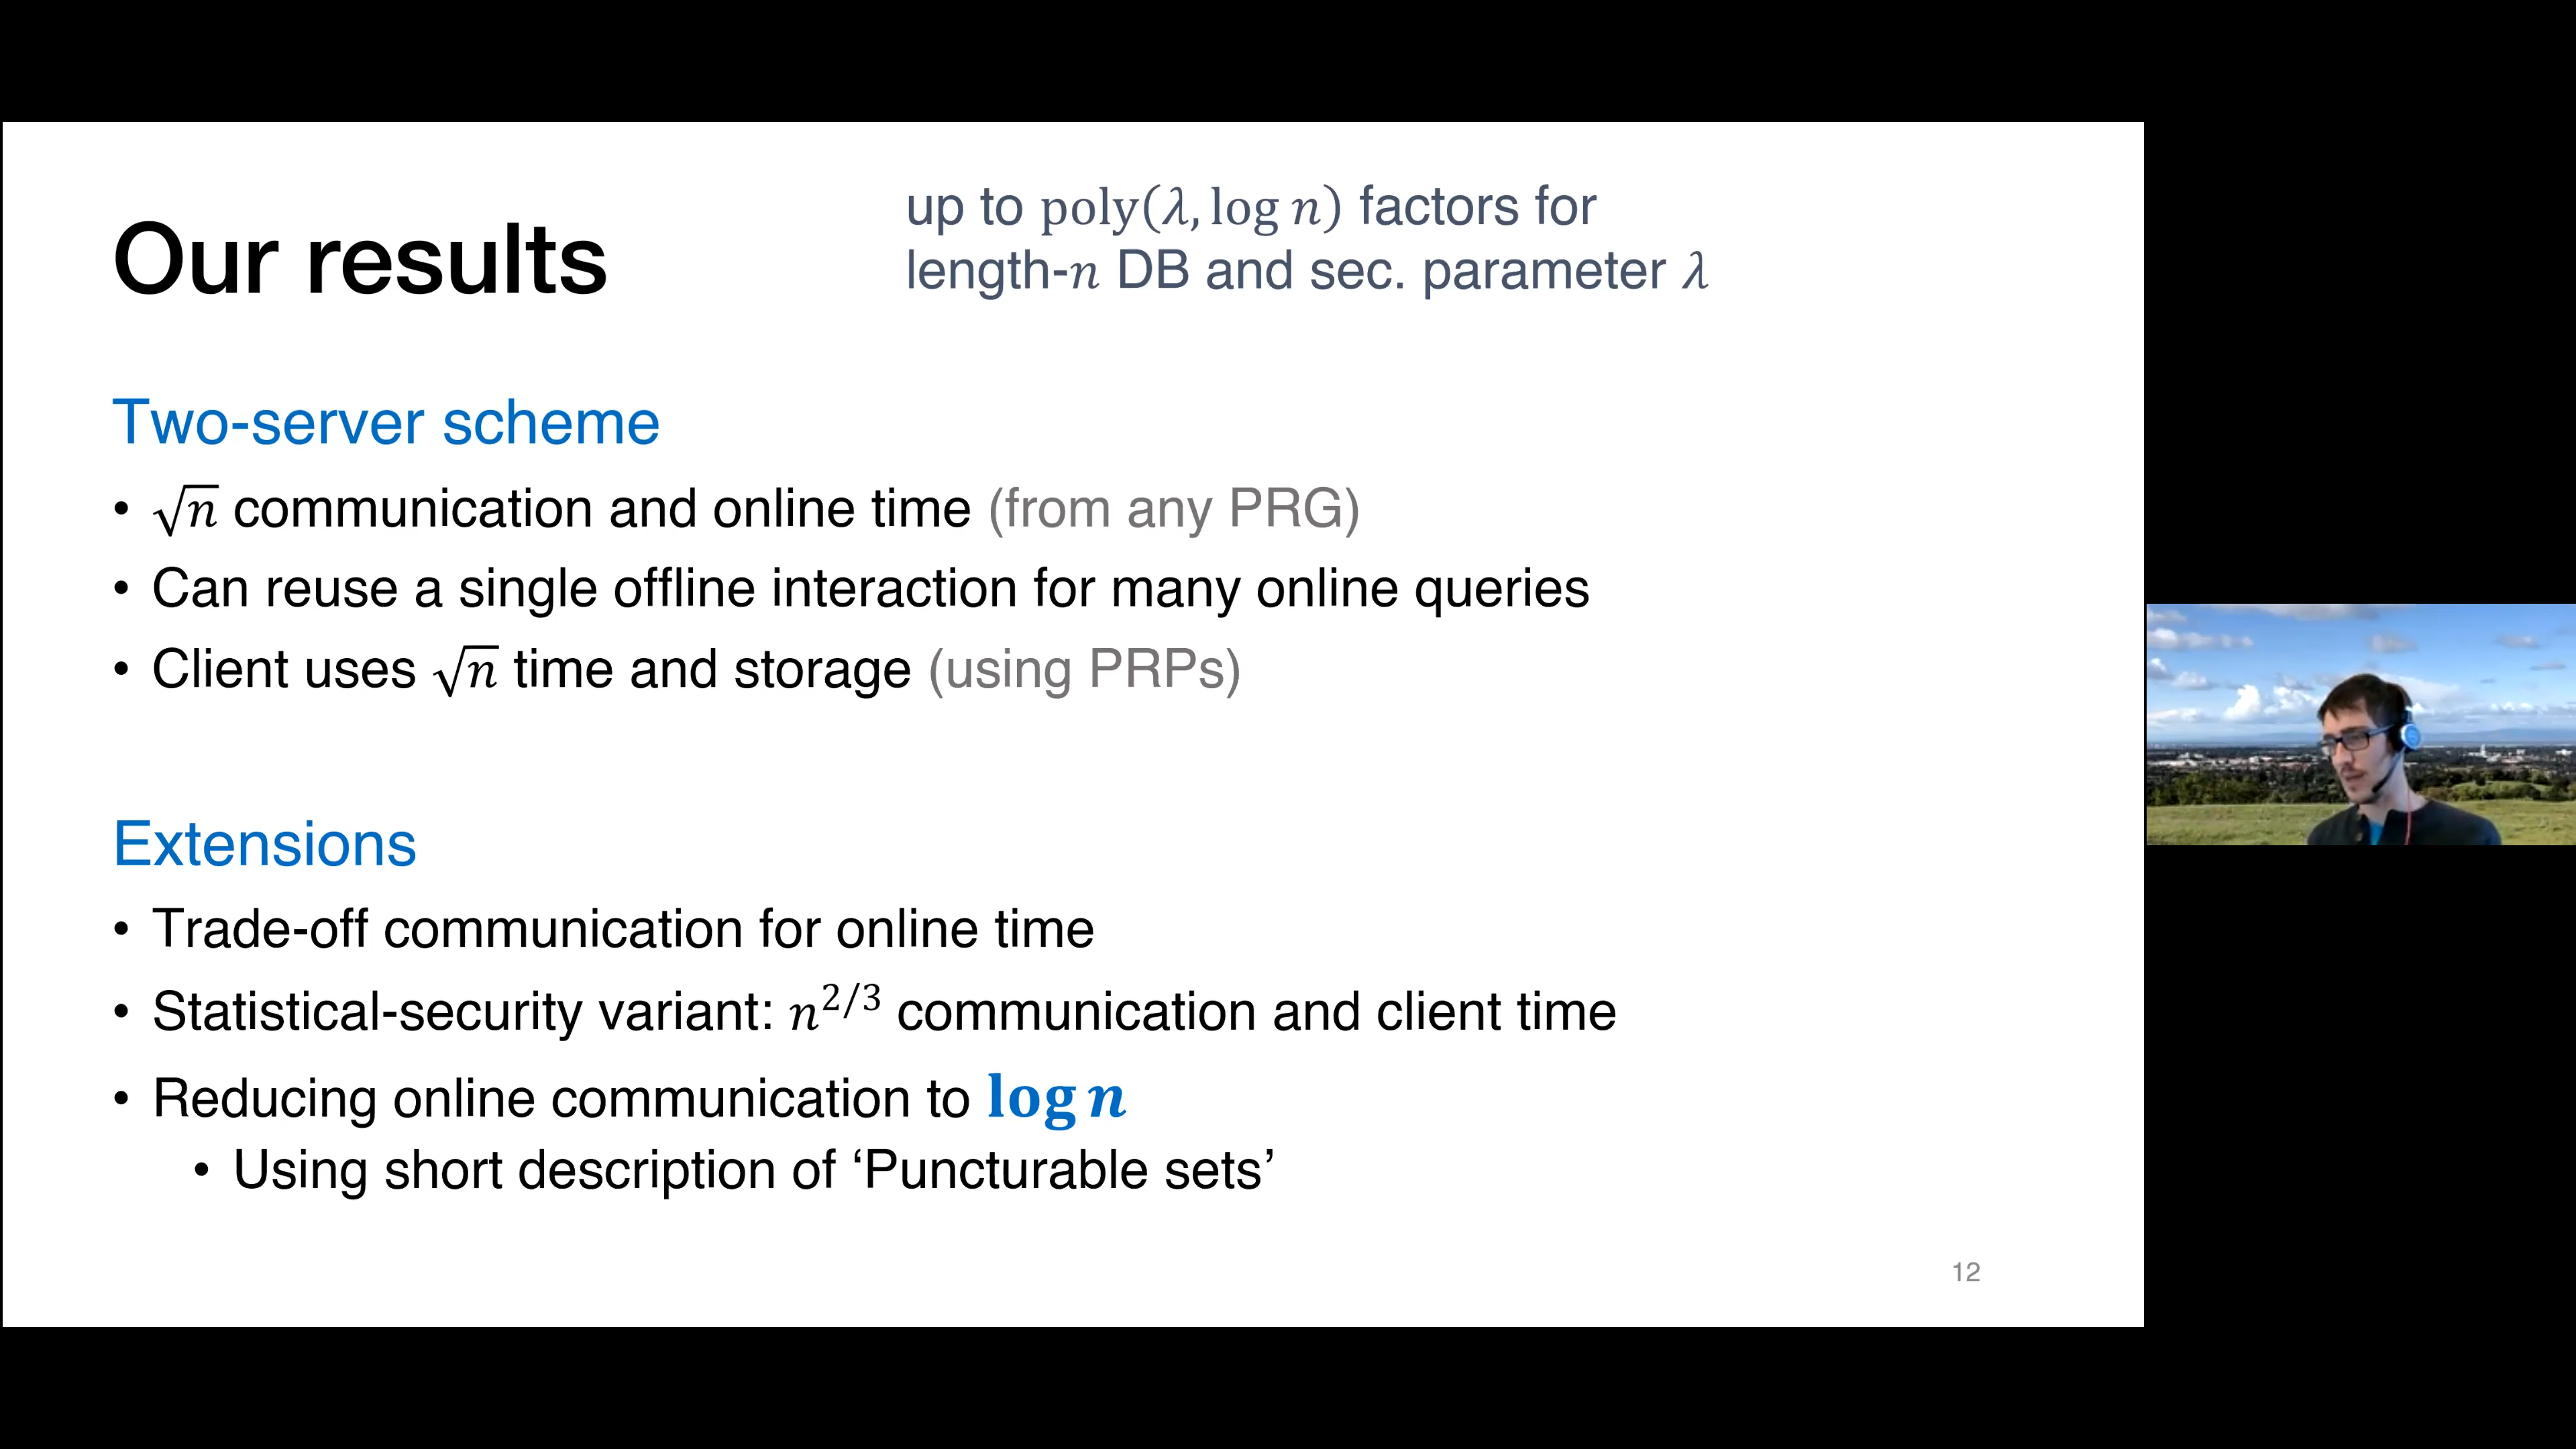 Our results
up to poly(λ, log n) factors for
length-n DB and sec. parameter λ
Two-server scheme
• √n communication and online time (from any PRG)
• Can reuse a single offline interaction for many online queries
• Client uses √n time and storage (using PRPs)
Extensions
• Trade-off communication for online time
• Statistical-security variant: n^{2/3} communication and client time
• Reducing online communication to log n
• Using short description of ‘Puncturable sets’
12